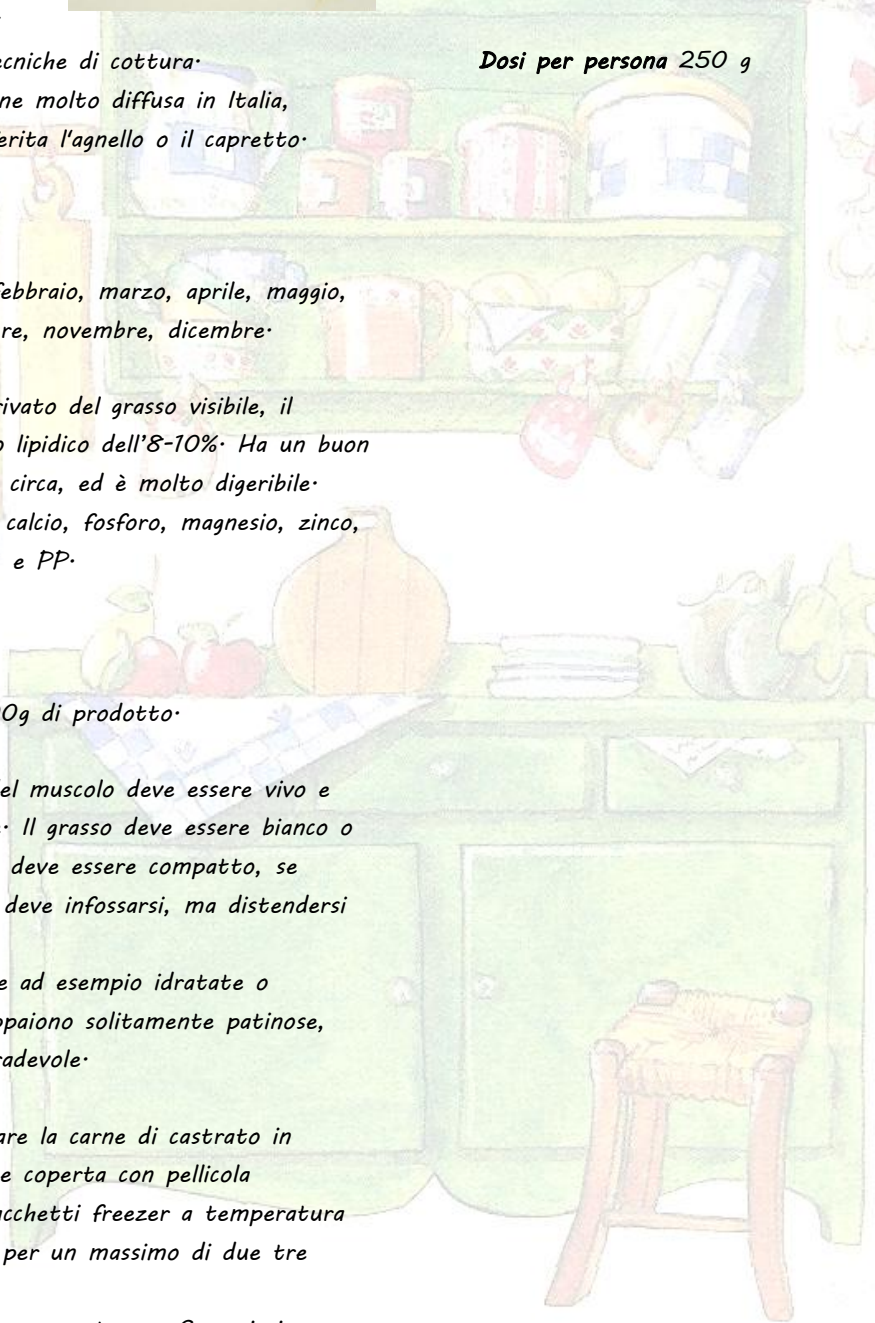 ecniche di cottura.
Dosi per persona 250 g
ne molto diffusa in Italia,
ferita l'agnello o il capretto.
febbraio, marzo, aprile, maggio,
re, novembre, dicembre.
rivato del grasso visibile, il
o lipidico dell'8-10%. Ha un buon
circa, ed è molto digeribile.
calcio, fosforo, magnesio, zinco,
e PP.
0g di prodotto.
el muscolo deve essere vivo e
. Il grasso deve essere bianco o
deve essere compatto, se
deve infossarsi, ma distendersi
e ad esempio idratate o
ppaiono solitamente patinose,
radevole.
are la carne di castrato in
e coperta con pellicola
acchetti freezer a temperatura
per un massimo di due tre